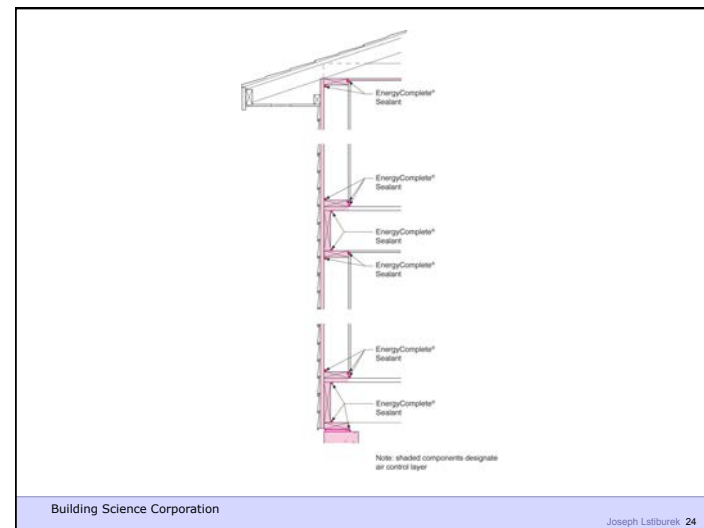 EnergyComplete®
Sealant
EnergyComplete®
Sealant
EnergyComplete®
Sealant
EnergyComplete®
Sealant
EnergyComplete®
Sealant
EnergyComplete®
Sealant
Note: shaded components designate
air control layer
Building Science Corporation
Joseph Lstiburek 24